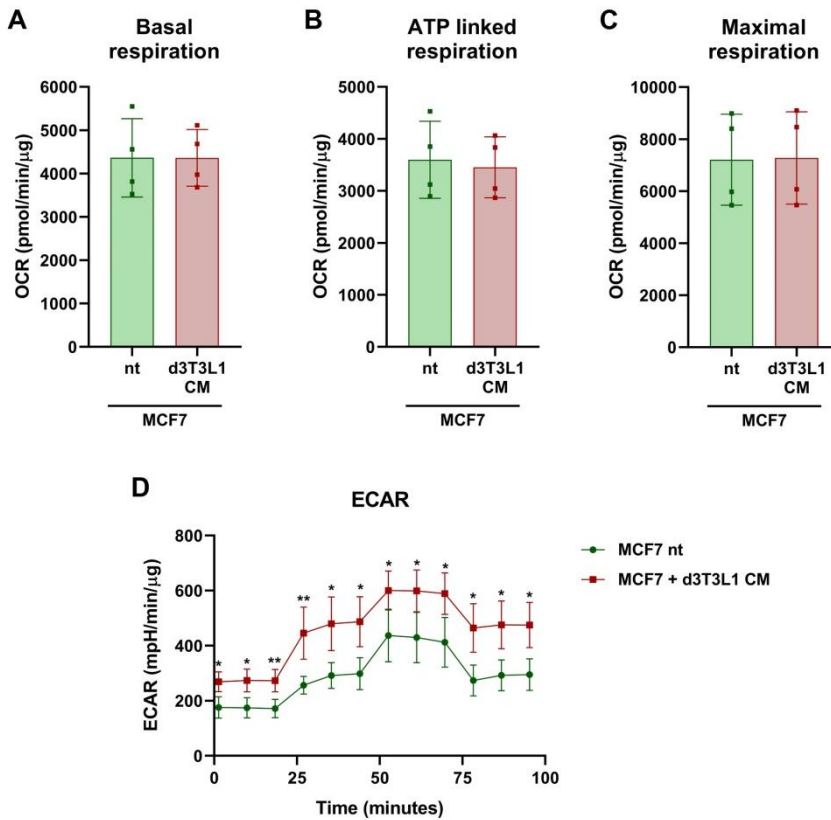 A
Basal
respiration
OCR (pmol/min/μg)
6000
5000
4000
3000
2000
1000
0
nt
d3T3L1
CM
MCF7
B
ATP linked
respiration
OCR (pmol/min/μg)
5000
4000
3000
2000
1000
0
nt
d3T3L1
CM
MCF7
C
Maximal
respiration
OCR (pmol/min/μg)
10000
8000
6000
4000
2000
0
nt
d3T3L1
CM
MCF7
D
ECAR
ECAR (mpH/min/μg)
800
600
400
200
0
* * ** ** * * * * * * * *
0 25 50 75 100
Time (minutes)
MCF7 nt
MCF7 + d3T3L1 CM